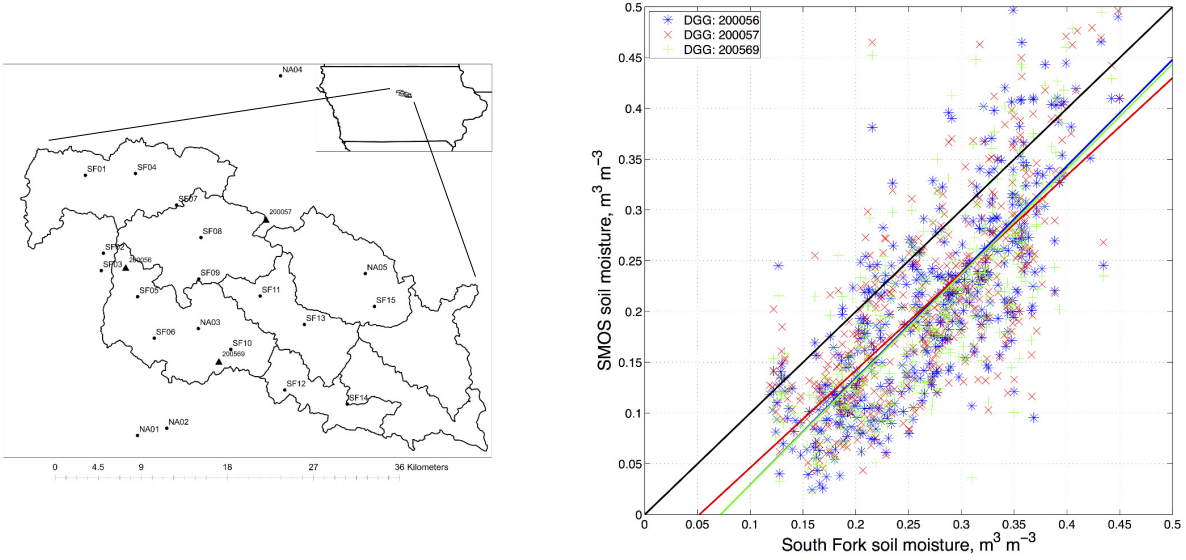 NA04
SF01
SF04
SF07
200057
SF08
SF02
200056
SF03
SF09
NA05
SF05
SF11
SF15
SF13
NA03
SF06
SF10
200569
SF12
SF14
NA02
NA01
0 4.5 9 18 27 36 Kilometers
DGG: 200056
DGG: 200057
DGG: 200569
SMOS soil moisture, m³ m⁻³
0.5
0.45
0.4
0.35
0.3
0.25
0.2
0.15
0.1
0.05
0
0 0.05 0.1 0.15 0.2 0.25 0.3 0.35 0.4 0.45 0.5
South Fork soil moisture, m³ m⁻³